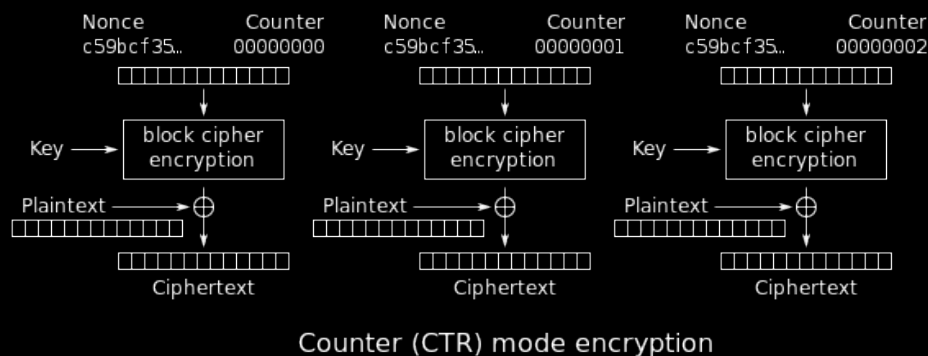 Nonce Counter Nonce Counter Nonce Counter
c59bcf35... 00000000 c59bcf35... 00000001 c59bcf35... 00000002
block cipher block cipher block cipher
Key encryption Key encryption Key encryption
Plaintext Plaintext Plaintext
Ciphertext Ciphertext Ciphertext
Counter (CTR) mode encryption